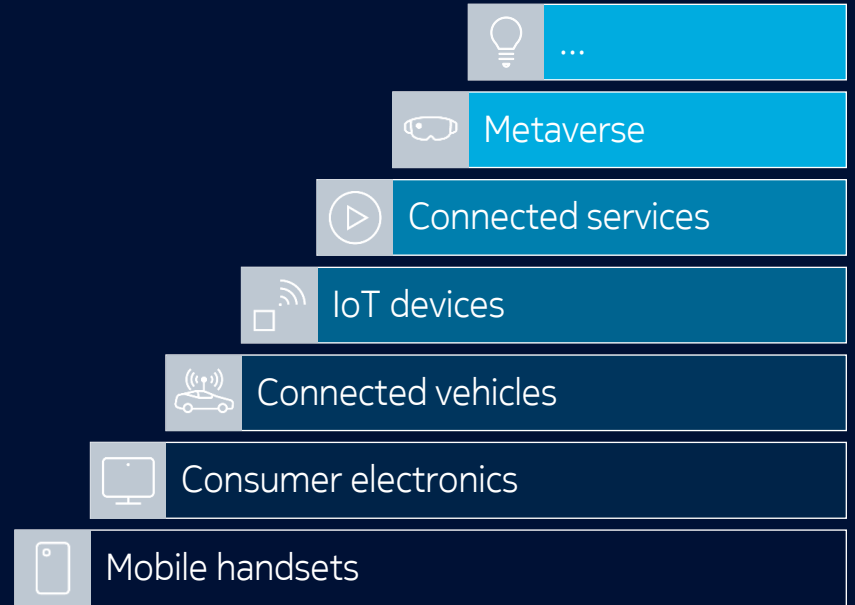 ...
Metaverse
Connected services
IoT devices
Connected vehicles
Consumer electronics
Mobile handsets